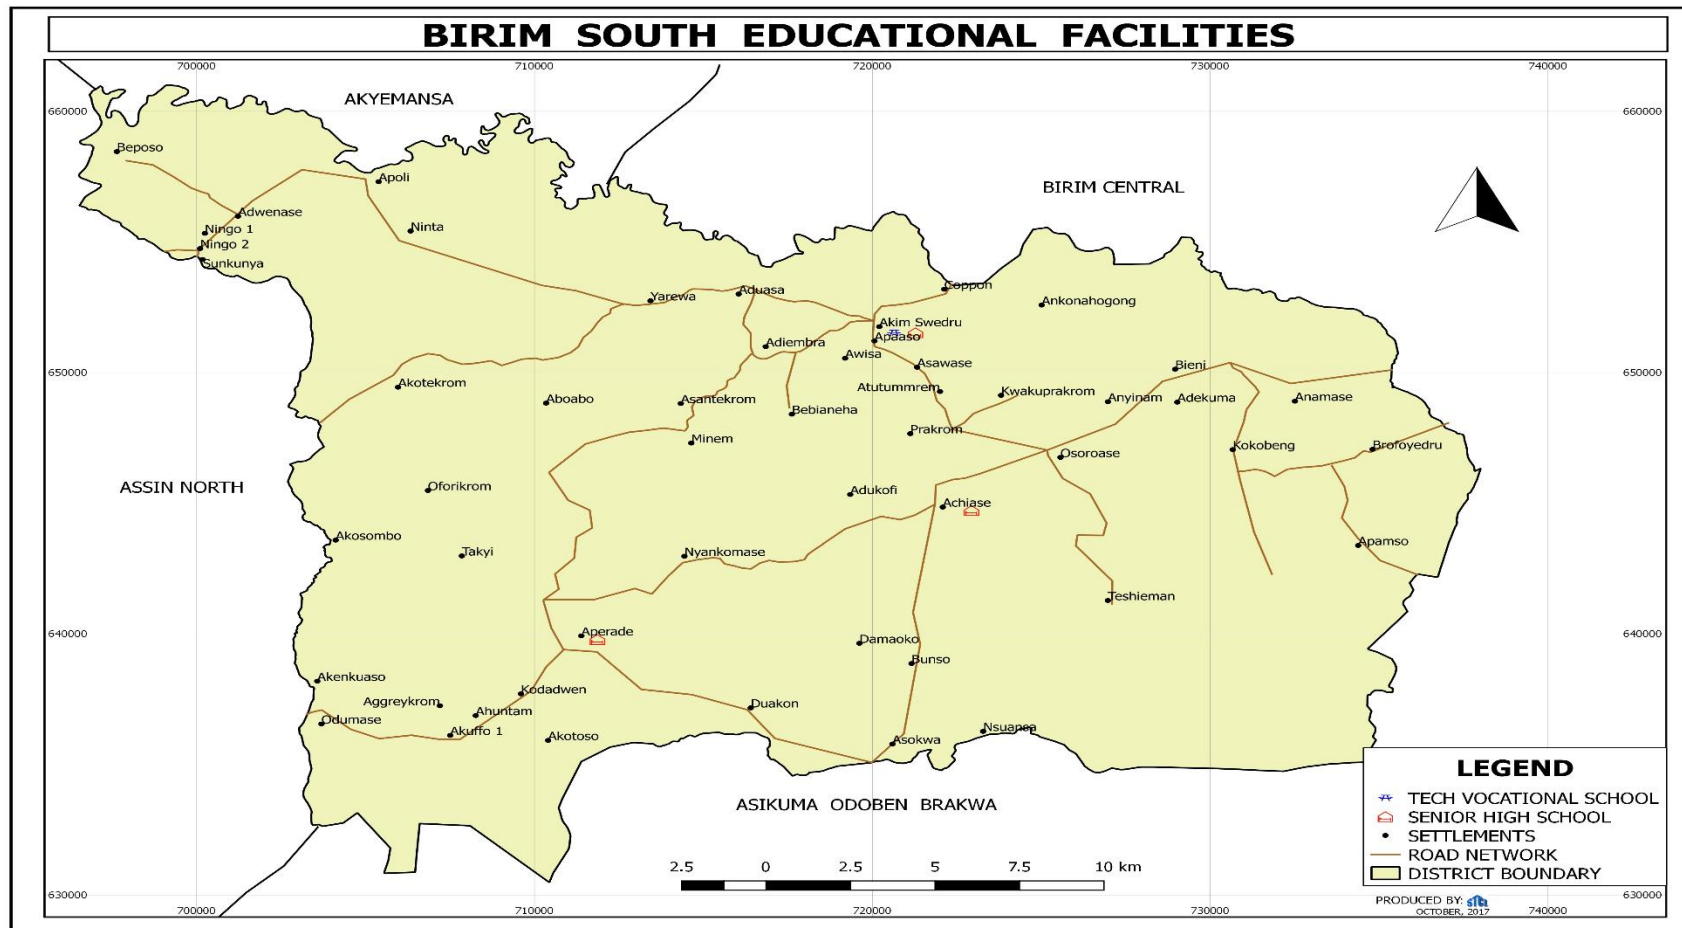 BIRIM SOUTH EDUCATIONAL FACILITIES
700000 710000 720000 730000 740000
AKYEMANSA
660000 660000
Beposo
Apoli
BIRIM CENTRAL
Adwenase
Ningo 1
Ninta
Ningo 2
Sunkunya
Coppon
Yarewa
Aduasa
Ankonahogong
Akim Swedru
Apaaso
Adiembra
Awisa
Asawase
Bieni
650000 650000
Akotekrom
Atutummrem
Kwakuprakrom
Aboabo
Asantekrom
Anyinam
Adekuma
Anamase
Bebianeha
Prakrom
Minem
Kokobeng
Brofoyedru
Osoroase
ASSIN NORTH
Oforikrom
Adukofi
Achiase
Akosombo
Takyi
Nyankomase
Apamso
Teshieman
640000 640000
Aperade
Damaoko
Bunso
Akenkuaso
Kodadwen
Aggreykrom
Ahuntam
Duakon
Odumase
Akuffo 1
Akotoso
Asokwa
Nsuansa
LEGEND
TECH VOCATIONAL SCHOOL
SENIOR HIGH SCHOOL
SETTLEMENTS
ROAD NETWORK
DISTRICT BOUNDARY
ASIKUMA ODOBEN BRAKWA
2.5 0 2.5 5 7.5 10 km
630000 630000
PRODUCED BY:
OCTOBER, 2017
700000 710000 720000 730000 740000